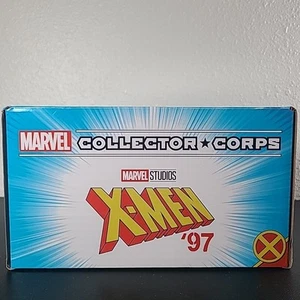 MARVEL COLLECTOR★CORPS
MARVEL STUDIOS
X-MEN
'97